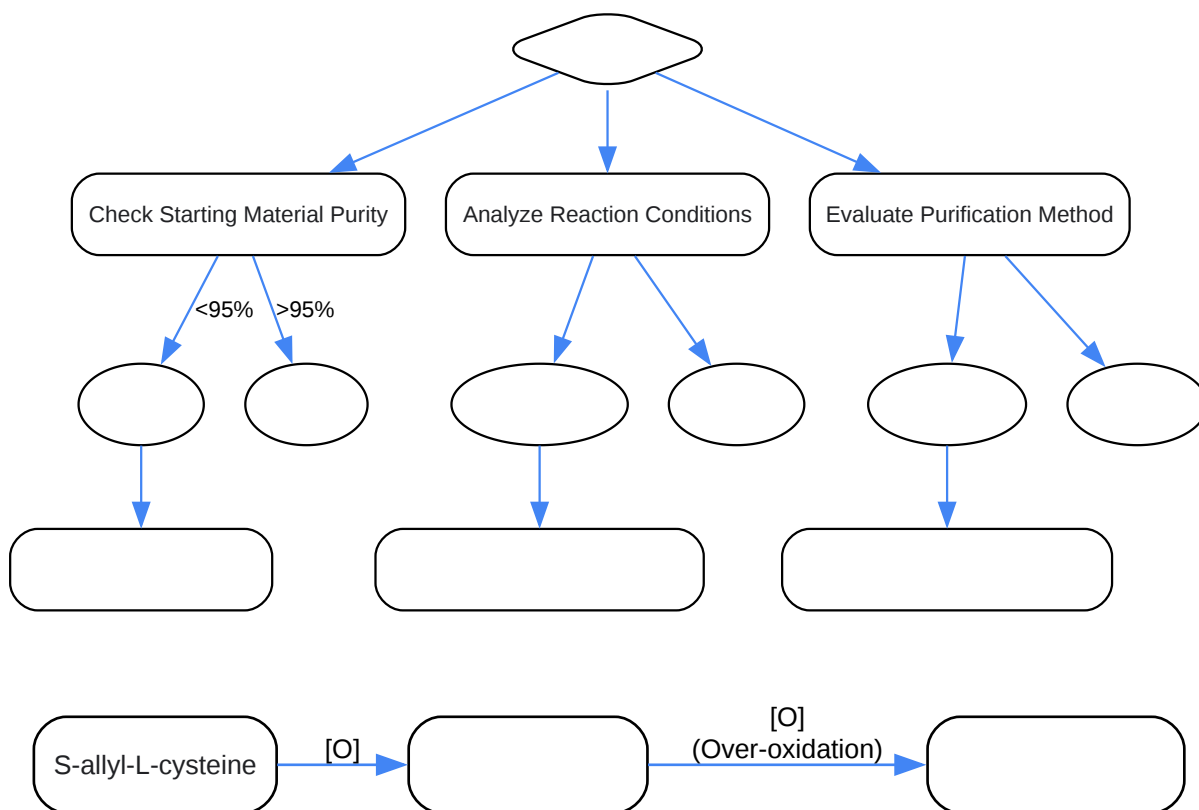 Check Starting Material Purity
Analyze Reaction Conditions
Evaluate Purification Method
<95%
>95%
S-allyl-L-cysteine
[O]
[O]
(Over-oxidation)